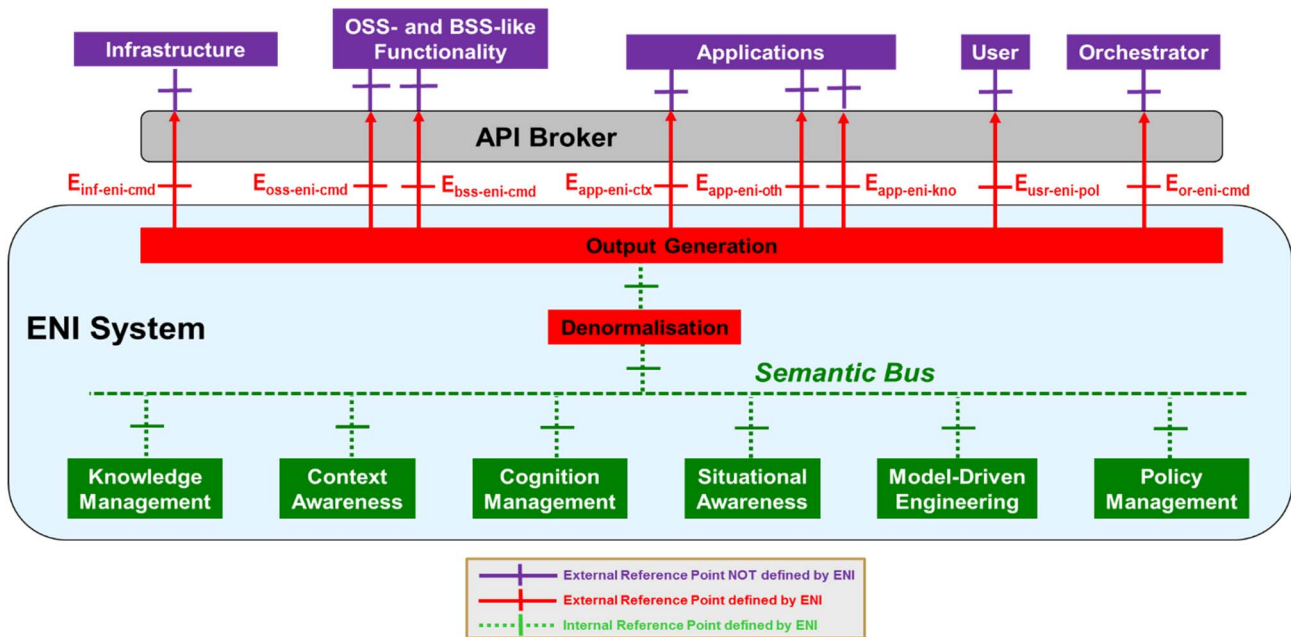 Infrastructure
OSS- and BSS-like
Functionality
Applications
User
Orchestrator
API Broker
Einf-eni-cmd
Eoss-eni-cmd
Ebss-eni-cmd
Eapp-eni-ctx
Eapp-eni-oth
Eapp-eni-kno
Eusr-eni-pol
Eor-eni-cmd
Output Generation
ENI System
Denormalisation
Semantic Bus
Knowledge
Management
Context
Awareness
Cognition
Management
Situational
Awareness
Model-Driven
Engineering
Policy
Management
External Reference Point NOT defined by ENI
External Reference Point defined by ENI
Internal Reference Point defined by ENI